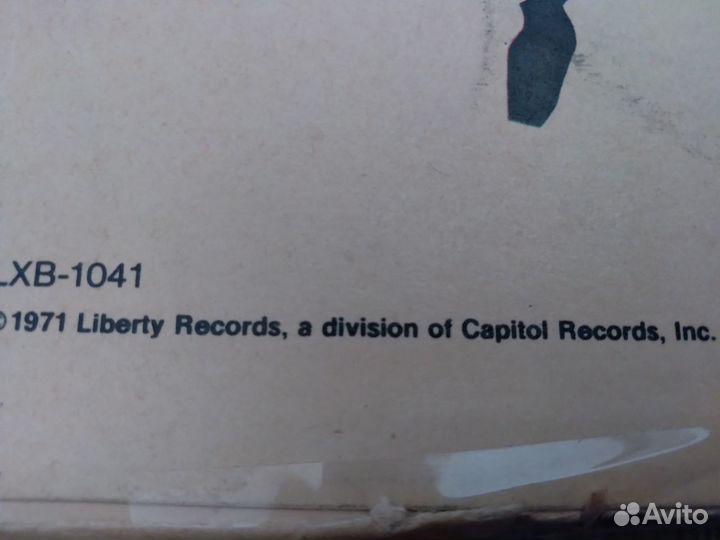 LXB-1041
©1971 Liberty Records, a division of Capitol Records, Inc.
Avito